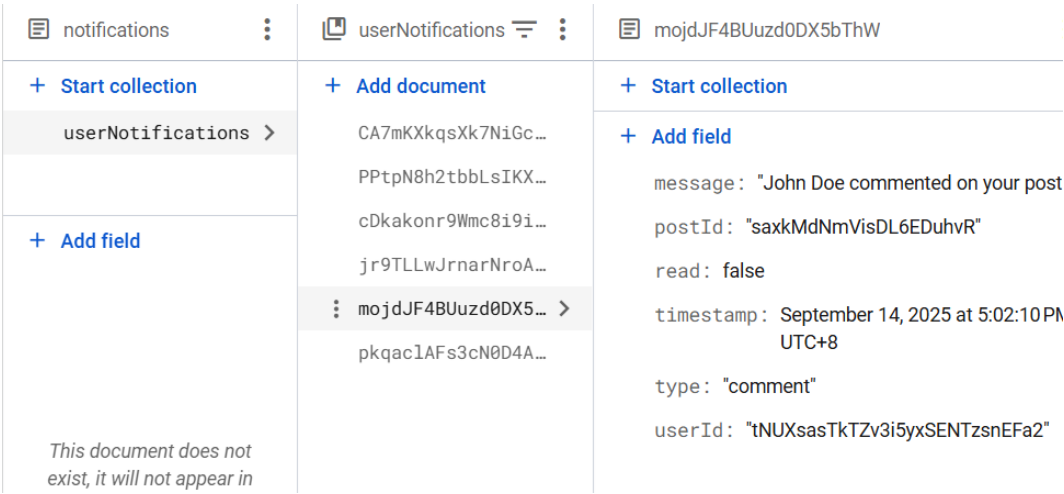 notifications
Start collection
userNotifications
Add field
This document does not
exist, it will not appear in
userNotifications
Add document
CA7mKXkqsXk7NiGc…
PPtpN8h2tbbLsIKX…
cDkakonr9Wmc8i9i…
jr9TLLwJrnarNroA…
mojdJF4BUuzd0DX5…
pkqaclAFs3cN0D4A…
mojdJF4BUuzd0DX5bThW
Start collection
Add field
message: "John Doe commented on your post
postId: "saxkMdNmVisDL6EDuhvR"
read: false
timestamp: September 14, 2025 at 5:02:10 PM
UTC+8
type: "comment"
userId: "tNUXsasTkTZv3i5yxSENTzsnEFa2"